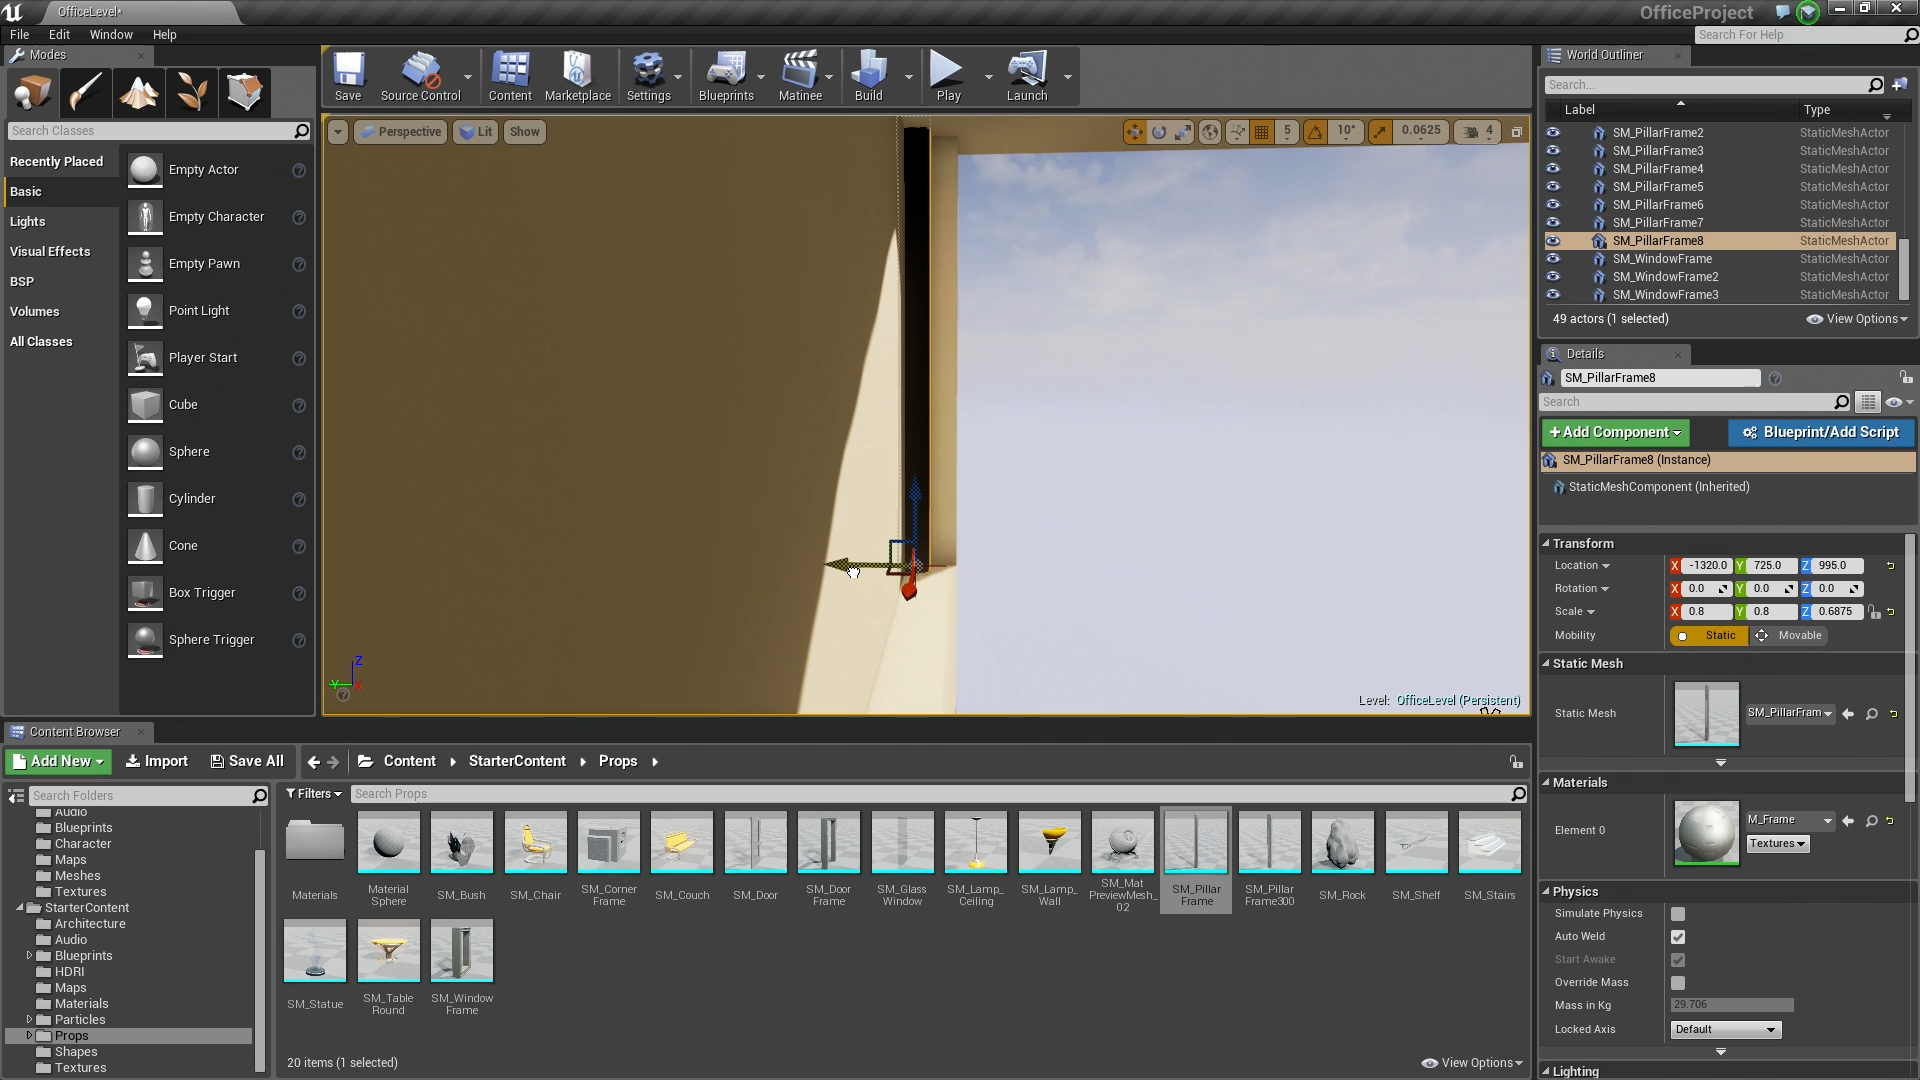 OfficeLevel*
OfficeProject
File Edit Window Help
Search For Help
Modes
Search Classes
Recently Placed
Basic
Lights
Visual Effects
BSP
Volumes
All Classes
Empty Actor
Empty Character
Empty Pawn
Point Light
Player Start
Cube
Sphere
Cylinder
Cone
Box Trigger
Sphere Trigger
Save
Source Control
Content
Marketplace
Settings
Blueprints
Matinee
Build
Play
Launch
Perspective
Lit
Show
5
10°
0.0625
4
Z
Y
X
Level: OfficeLevel (Persistent)
World Outliner
Search...
Label Type
SM_PillarFrame2 StaticMeshActor
SM_PillarFrame3 StaticMeshActor
SM_PillarFrame4 StaticMeshActor
SM_PillarFrame5 StaticMeshActor
SM_PillarFrame6 StaticMeshActor
SM_PillarFrame7 StaticMeshActor
SM_PillarFrame8 StaticMeshActor
SM_WindowFrame StaticMeshActor
SM_WindowFrame2 StaticMeshActor
SM_WindowFrame3 StaticMeshActor
49 actors (1 selected)
View Options
Details
SM_PillarFrame8
Search
+Add Component
Blueprint/Add Script
SM_PillarFrame8 (Instance)
StaticMeshComponent (Inherited)
Transform
Location X -1320.0 Y 725.0 Z 995.0
Rotation X 0.0 Y 0.0 Z 0.0
Scale X 0.8 Y 0.8 Z 0.6875
Mobility Static Movable
Static Mesh
Static Mesh SM_PillarFram
Materials
Element 0 M_Frame
Textures
Physics
Simulate Physics
Auto Weld
Start Awake
Override Mass
Mass in Kg 29.706
Locked Axis Default
Lighting
Content Browser
Add New Import Save All Content StarterContent Props
Search Folders
Filters Search Props
Audio
Blueprints
Character
Maps
Meshes
Textures
StarterContent
Architecture
Audio
Blueprints
HDRI
Maps
Materials
Particles
Props
Shapes
Textures
Materials
Material Sphere
SM_Bush
SM_Chair
SM_Corner Frame
SM_Couch
SM_Door
SM_Door Frame
SM_Glass Window
SM_Lamp_ Ceiling
SM_Lamp_ Wall
SM_Mat PreviewMesh_ 02
SM_Pillar Frame
SM_Pillar Frame300
SM_Rock
SM_Shelf
SM_Stairs
SM_Statue
SM_Table Round
SM_Window Frame
20 items (1 selected)
View Options